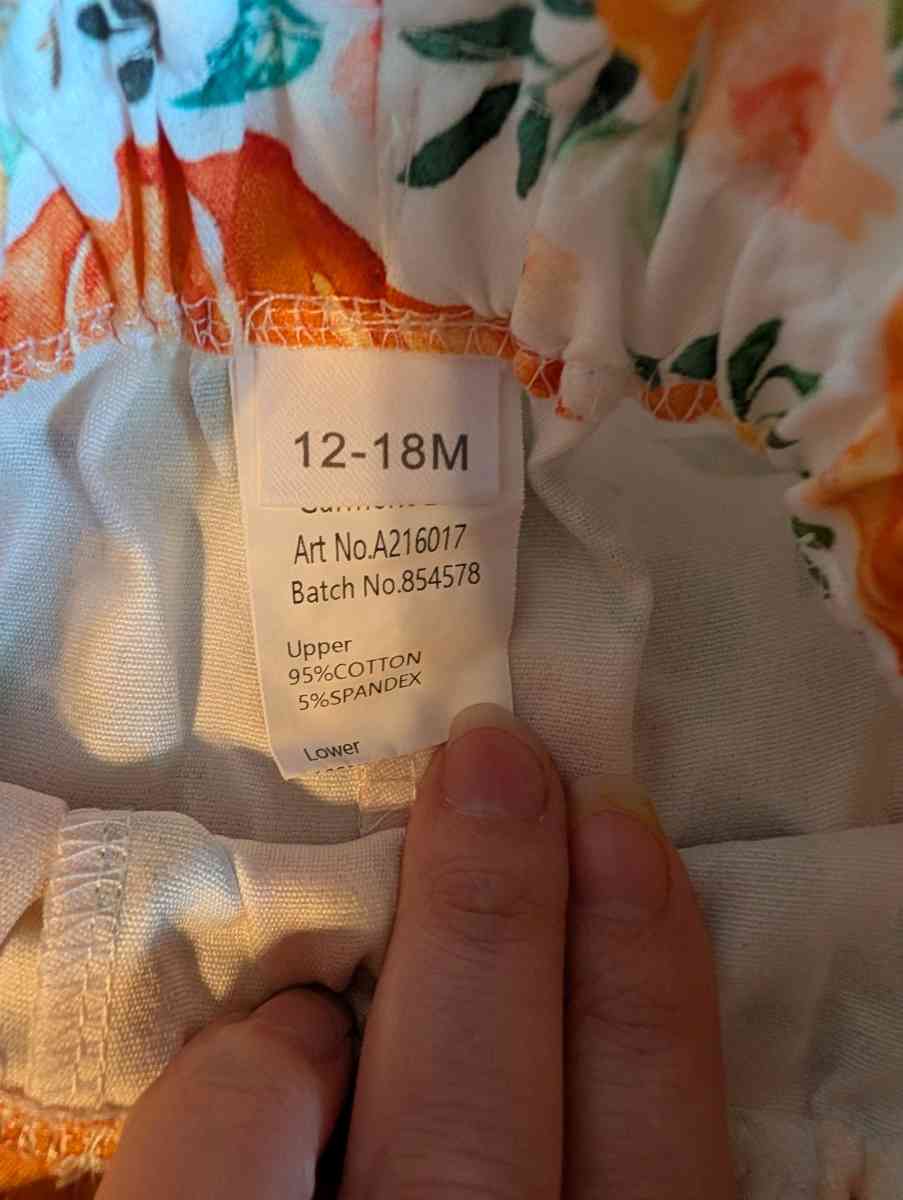 12-18M
Art No.A216017
Batch No.854578
Upper
95%COTTON
5%SPANDEX
Lower